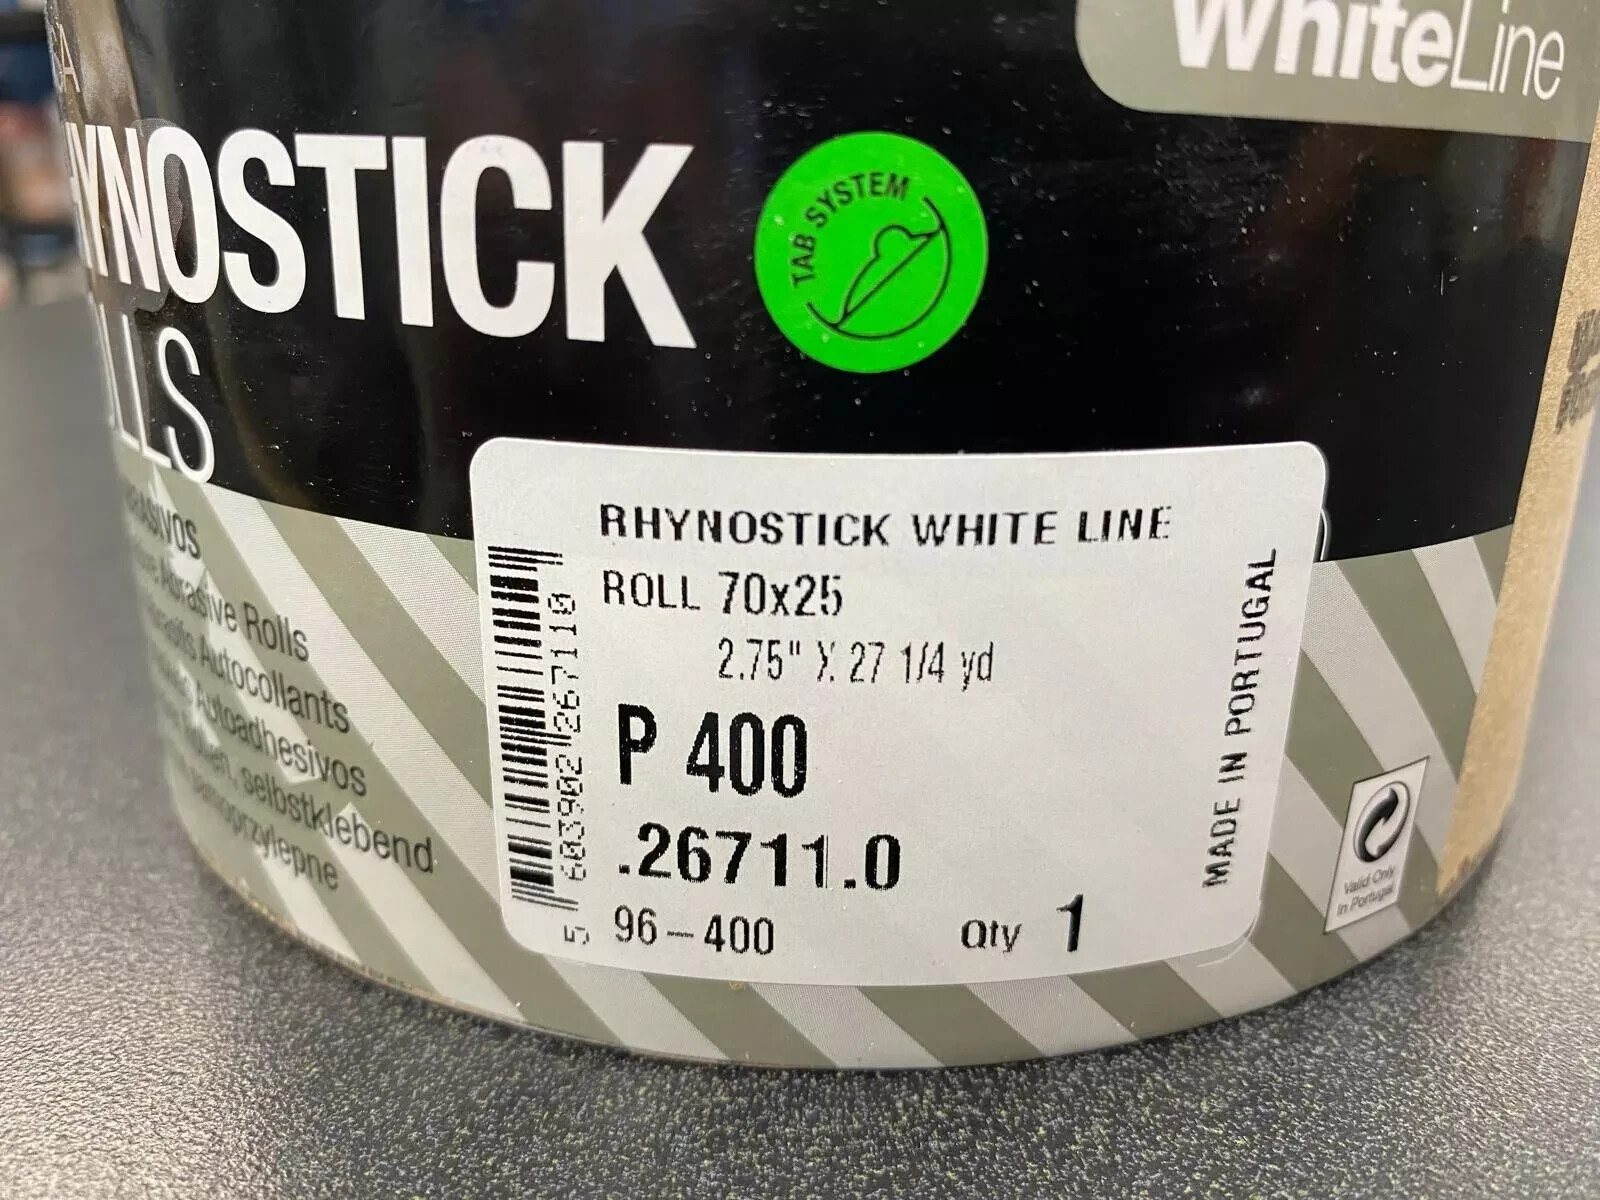 WhiteLine
HYNOSTICK
LLS
TAB SYSTEM
RHYNOSTICK WHITE LINE
ROLL 70x25
2.75" X 27 1/4 yd
P 400
.26711.0
96-400 Qty 1
5 603902 267110
MADE IN PORTUGAL
Abrasive Rolls
Autocollants
Autoadhesivos
selbstklebend
samoprzylepne
Valid Only
in Portugal